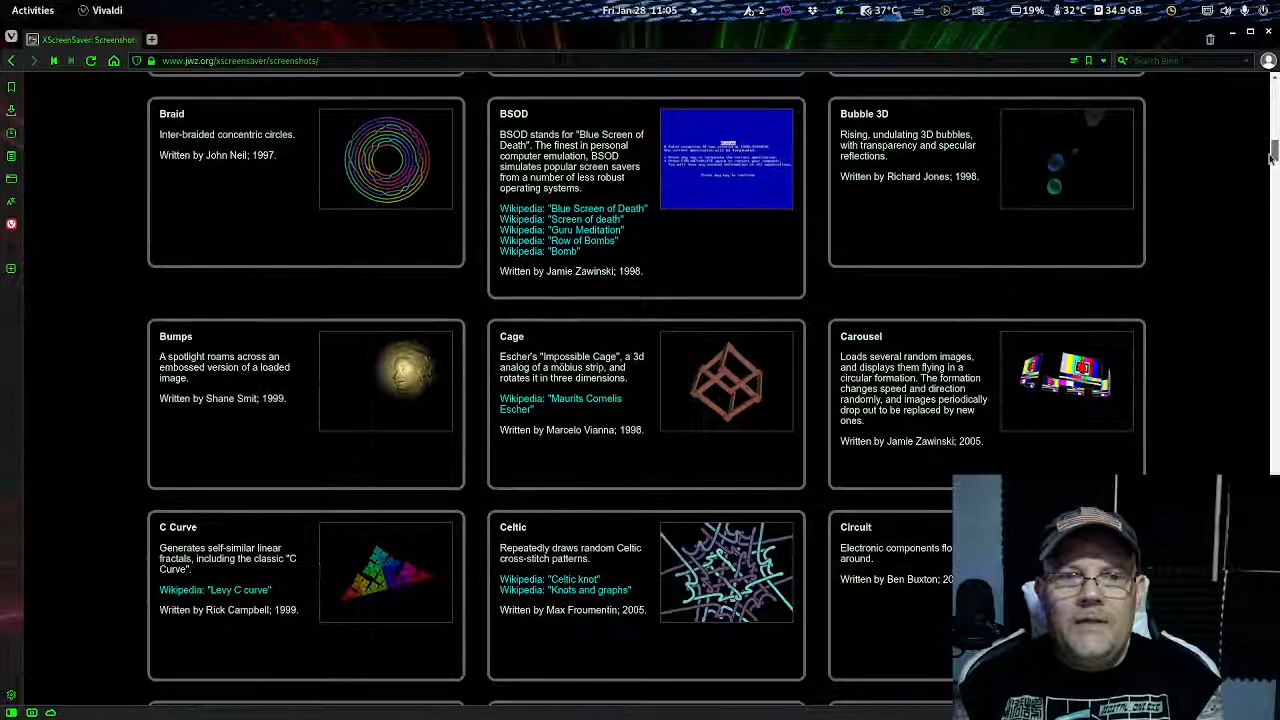 Activities
Vivaldi
Fri Jan 28 11:05
2
37°C
19%
32°C
34.9 GB
XScreenSaver: Screenshots
www.jwz.org/xscreensaver/screenshots/
Search Bing
Braid
Inter-braided concentric circles.
Written by John Neil; 1997.
BSOD
BSOD stands for "Blue Screen of
Death". The finest in personal
computer emulation, BSOD
simulates popular screen savers
from a number of less robust
operating systems.
Wikipedia: "Blue Screen of Death"
Wikipedia: "Screen of death"
Wikipedia: "Guru Meditation"
Wikipedia: "Row of Bombs"
Wikipedia: "Bomb"
Written by Jamie Zawinski; 1998.
Bubble 3D
Rising, undulating 3D bubbles,
with transparency and specular
reflections.
Written by Richard Jones; 1998.
Bumps
A spotlight roams across an
embossed version of a loaded
image.
Written by Shane Smit; 1999.
Cage
Escher's "Impossible Cage", a 3d
analog of a möbius strip, and
rotates it in three dimensions.
Wikipedia: "Maurits Cornelis
Escher"
Written by Marcelo Vianna; 1998.
Carousel
Loads several random images,
and displays them flying in a
circular formation. The formation
changes speed and direction
randomly, and images periodically
drop out to be replaced by new
ones.
Written by Jamie Zawinski; 2005.
C Curve
Generates self-similar linear
fractals, including the classic "C
Curve".
Wikipedia: "Levy C curve"
Written by Rick Campbell; 1999.
Celtic
Repeatedly draws random Celtic
cross-stitch patterns.
Wikipedia: "Celtic knot"
Wikipedia: "Knots and graphs"
Written by Max Froumentin; 2005.
Circuit
Electronic components flo
around.
Written by Ben Buxton; 20